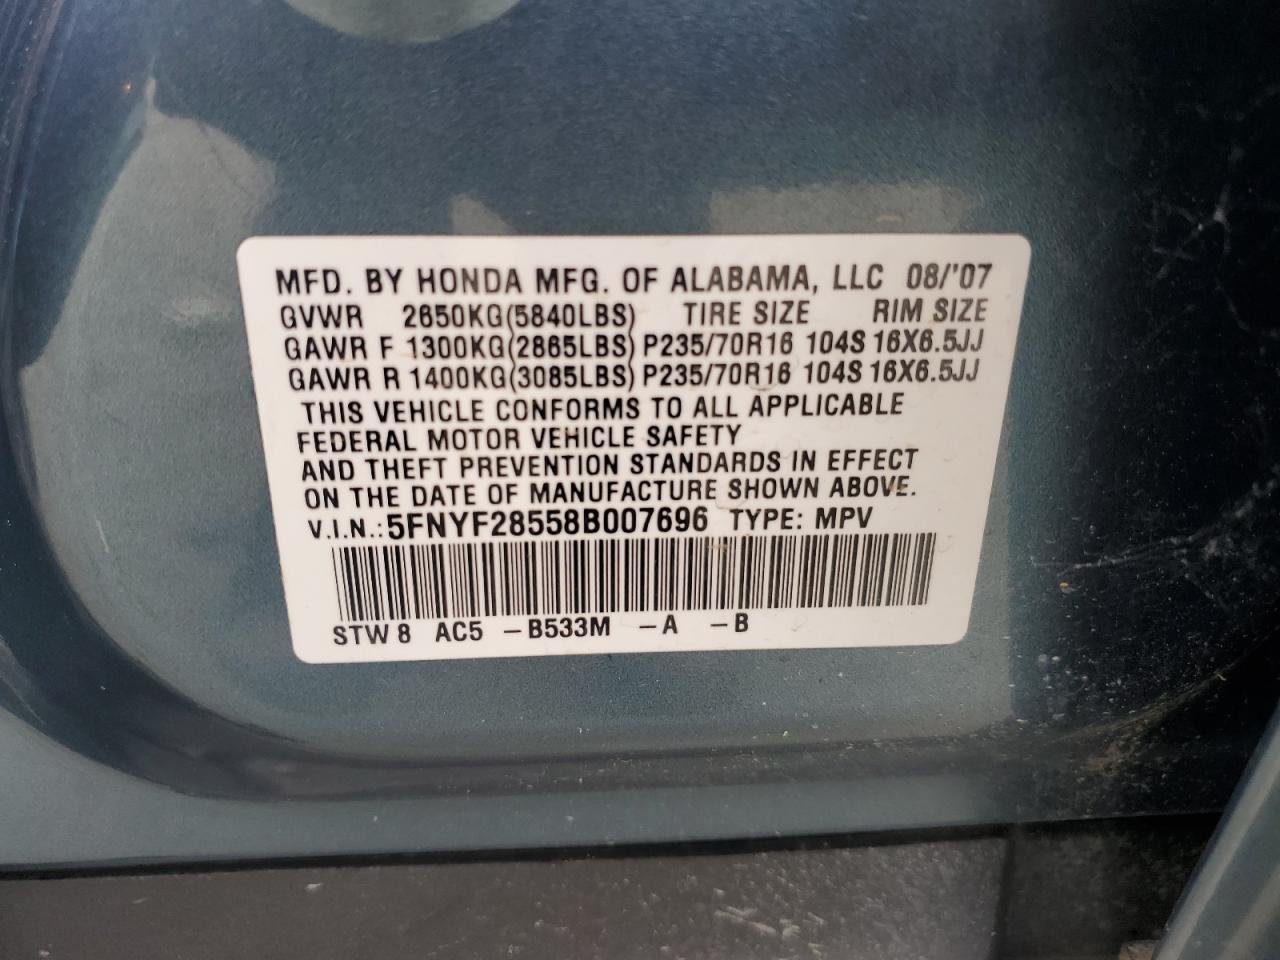 MFD. BY HONDA MFG. OF ALABAMA, LLC 08/'07
GVWR 2650KG(5840LBS) TIRE SIZE RIM SIZE
GAWR F 1300KG(2865LBS) P235/70R16 104S 16X6.5JJ
GAWR R 1400KG(3085LBS) P235/70R16 104S 16X6.5JJ
THIS VEHICLE CONFORMS TO ALL APPLICABLE
FEDERAL MOTOR VEHICLE SAFETY
AND THEFT PREVENTION STANDARDS IN EFFECT
ON THE DATE OF MANUFACTURE SHOWN ABOVE.
V.I.N.: 5FNYF28558B007696 TYPE: MPV
STW 8 AC5 -B533M -A -B